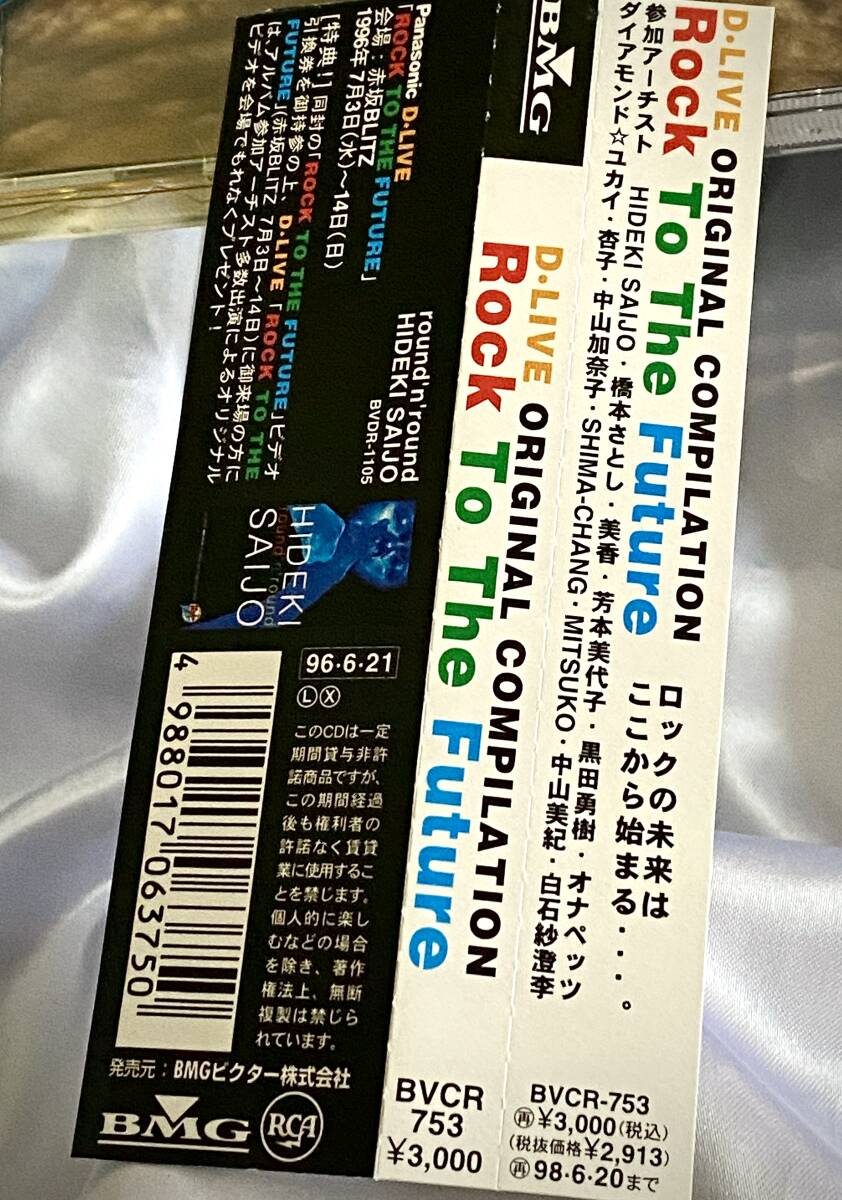 D・LIVE ORIGINAL COMPILATION
Rock To The Future
参加アーチスト HIDEKI SAIJO・橋本さとし・美香・芳本美代子・黒田勇樹・オナペッツ
ダイアモンド☆ユカイ・杏子・中山加奈子・SHIMA-CHANG・MITSUKO・中山美紀・白石紗澄李
ロックの未来は
ここから始まる・・・。
BVCR-753
㊢¥3,000(税込)
(税抜価格¥2,913)
㊢98・6・20まで
BMG
D・LIVE ORIGINAL COMPILATION
Rock To The Future
BVCR
753
¥3,000
Panasonic D・LIVE
「ROCK TO THE FUTURE」
会場:赤坂BLITZ
1996年 7月3日(水)〜14日(日)
[特典!]同封の「ROCK TO THE FUTURE」ビデオ
引換券を御持参の上、D・LIVE「ROCK TO THE
FUTURE」(赤坂BLITZ 7月3日〜14日)に御来場の方に
は、アルバム参加アーチスト多数出演によるオリジナル
ビデオを会場でもれなくプレゼント!
round'n'round
HIDEKI SAIJO
BVDR-1105
HIDEKI
round'n'round
SAIJO
96・6・21
Ⓛ Ⓧ
このCDは一定
期間貸与非許
諾商品ですが、
この期間経過
後も権利者の
許諾なく賃貸
業に使用するこ
とを禁じます。
個人的に楽し
むなどの場合
を除き、著作
権法上、無断
複製は禁じら
れています。
4 988017 063750
発売元:BMGビクター株式会社
BMG
RCA